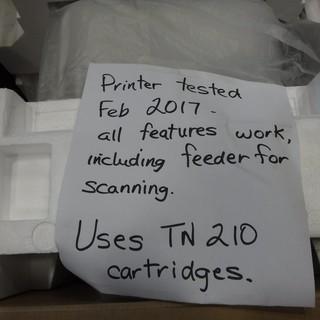 Printer tested
Feb 2017 -
all features work,
including feeder for
scanning.
Uses TN 210
cartridges.